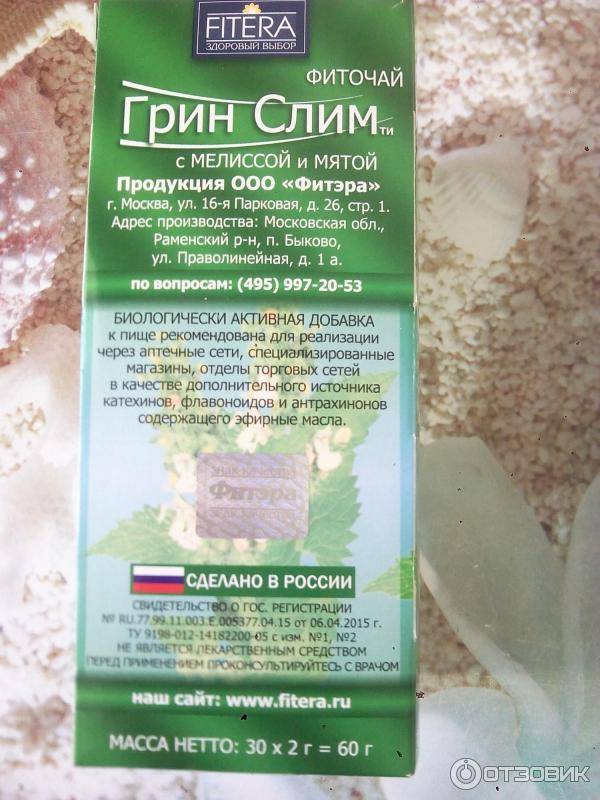 FITERA
ЗДОРОВЫЙ ВЫБОР
ФИТОЧАЙ
Грин Слим ти
с МЕЛИССОЙ и МЯТОЙ
Продукция ООО «Фитэра»
г. Москва, ул. 16-я Парковая, д. 26, стр. 1.
Адрес производства: Московская обл.,
Раменский р-н, п. Быково,
ул. Праволинейная, д. 1 а.
по вопросам: (495) 997-20-53
БИОЛОГИЧЕСКИ АКТИВНАЯ ДОБАВКА
к пище рекомендована для реализации
через аптечные сети, специализированные
магазины, отделы торговых сетей
в качестве дополнительного источника
катехинов, флавоноидов и антрахинонов
содержащего эфирные масла.
знак качества
Фитэра
знак качества
СДЕЛАНО В РОССИИ
СВИДЕТЕЛЬСТВО О ГОС. РЕГИСТРАЦИИ
№ RU.77.99.11.003.Е.005377.04.15 от 06.04.2015 г.
ТУ 9198-012-14182200-05 с изм. №1, №2
НЕ ЯВЛЯЕТСЯ ЛЕКАРСТВЕННЫМ СРЕДСТВОМ
ПЕРЕД ПРИМЕНЕНИЕМ ПРОКОНСУЛЬТИРУЙТЕСЬ С ВРАЧОМ
наш сайт: www.fitera.ru
МАССА НЕТТО: 30 х 2 г = 60 г
ОТЗОВИК